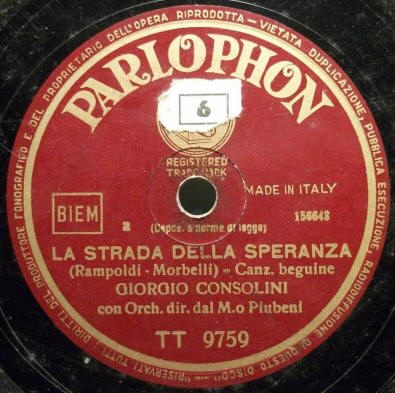 DEL PRODUTTORE FONOGRAFICO E DEL PROPRIETARIO DELL'OPERA RIPRODOTTA - VIETATA DUPLICAZIONE, PUBBLICA ESECUZIONE RADIODIFFUSIONE DI QUESTO DISCO
RISERVATI TUTTI I DIRITTI
PARLOPHON
6
REGISTERED
TRADE MARK
MADE IN ITALY
BIEM
a
(Depos. a norme di legge)
156643
LA STRADA DELLA SPERANZA
(Rampoldi - Morbelli) - Canz. beguine
GIORGIO CONSOLINI
con Orch. dir. dal M.o Piubeni
TT 9759